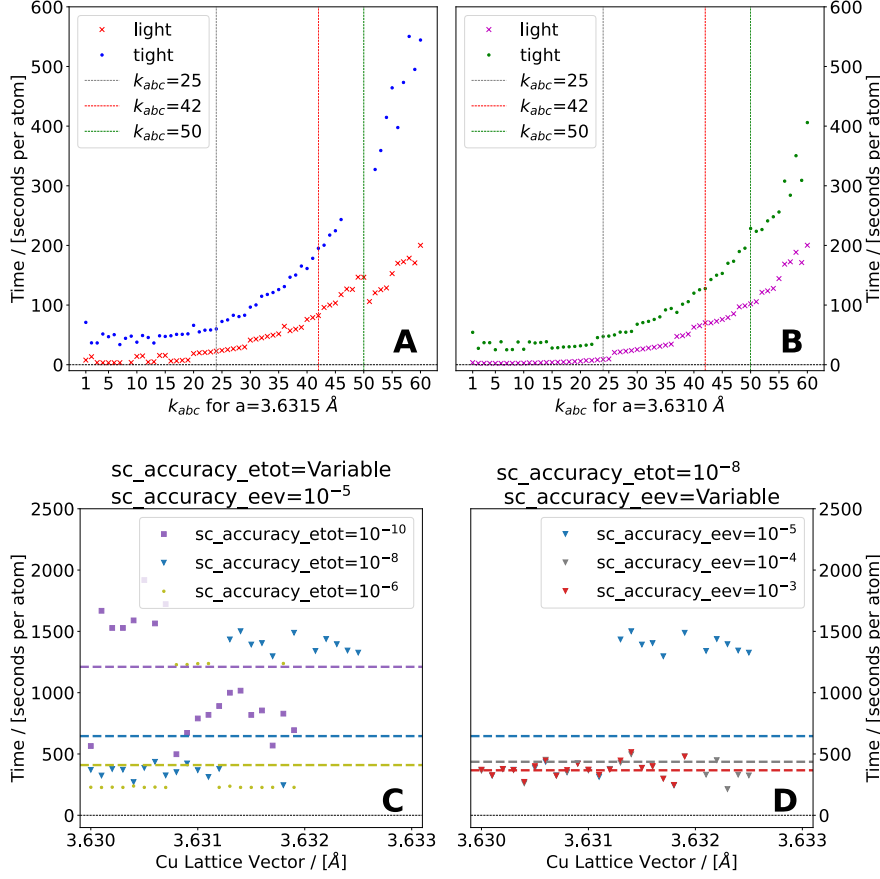 600
500
400
300
200
100
0
Time / [seconds per atom]
light
tight
k_abc=25
k_abc=42
k_abc=50
A
1 5 10 15 20 25 30 35 40 45 50 55 60
k_abc for a=3.6315 Å
light
tight
k_abc=25
k_abc=42
k_abc=50
B
600
500
400
300
200
100
0
Time / [seconds per atom]
1 5 10 15 20 25 30 35 40 45 50 55 60
k_abc for a=3.6310 Å
sc_accuracy_etot=Variable
sc_accuracy_eev=10⁻⁵
2500
2000
1500
1000
500
0
Time / [seconds per atom]
sc_accuracy_etot=10⁻¹⁰
sc_accuracy_etot=10⁻⁸
sc_accuracy_etot=10⁻⁶
C
3.630 3.631 3.632 3.633
Cu Lattice Vector / [Å]
sc_accuracy_etot=10⁻⁸
sc_accuracy_eev=Variable
sc_accuracy_eev=10⁻⁵
sc_accuracy_eev=10⁻⁴
sc_accuracy_eev=10⁻³
D
2500
2000
1500
1000
500
0
Time / [seconds per atom]
3.630 3.631 3.632 3.633
Cu Lattice Vector / [Å]